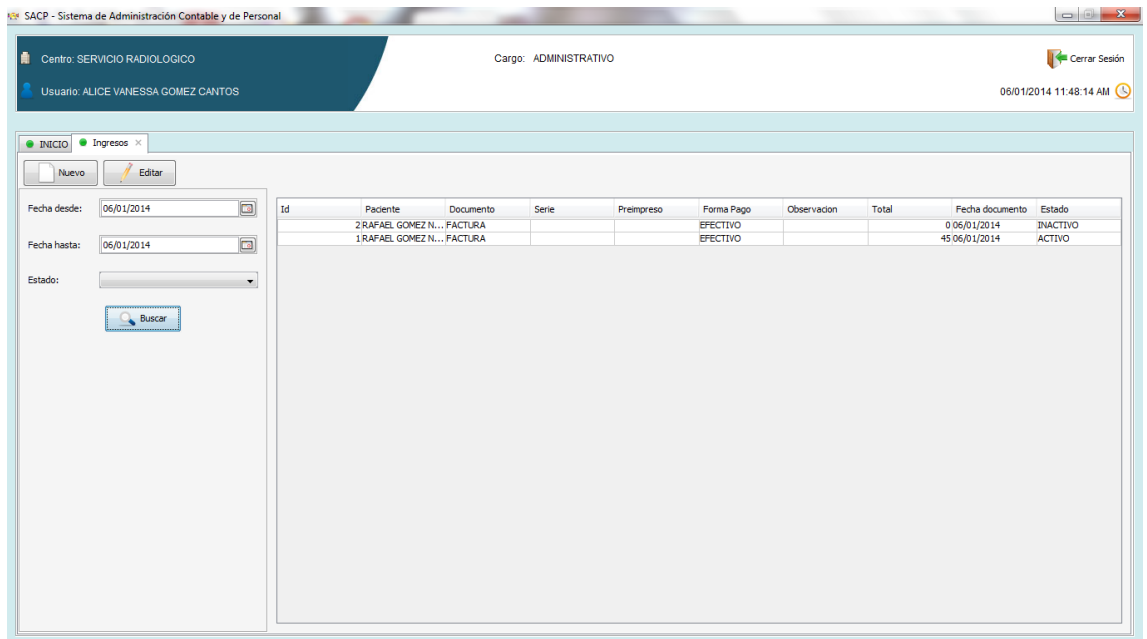 SACP - Sistema de Administración Contable y de Personal
Centro: SERVICIO RADIOLOGICO
Cargo: ADMINISTRATIVO
Cerrar Sesión
Usuario: ALICE VANESSA GOMEZ CANTOS
06/01/2014 11:48:14 AM
INICIO Ingresos
Nuevo Editar
Fecha desde: 06/01/2014
Fecha hasta: 06/01/2014
Estado:
Buscar
Id Paciente Documento Serie Preimpreso Forma Pago Observacion Total Fecha documento Estado
2 RAFAEL GOMEZ N... FACTURA EFECTIVO 0 06/01/2014 INACTIVO
1 RAFAEL GOMEZ N... FACTURA EFECTIVO 45 06/01/2014 ACTIVO